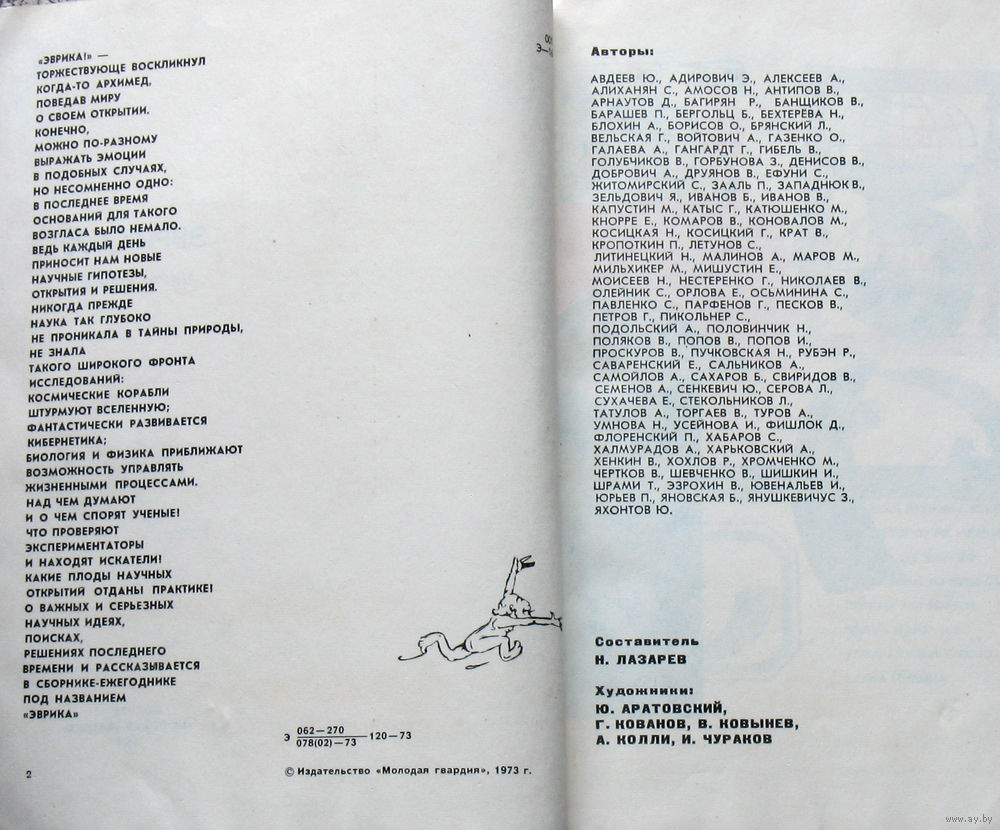 «ЭВРИКА!» —
ТОРЖЕСТВУЮЩЕ ВОСКЛИКНУЛ
КОГДА-ТО АРХИМЕД,
ПОВЕДАВ МИРУ
О СВОЕМ ОТКРЫТИИ.
КОНЕЧНО,
МОЖНО ПО-РАЗНОМУ
ВЫРАЖАТЬ ЭМОЦИИ
В ПОДОБНЫХ СЛУЧАЯХ,
НО НЕСОМНЕННО ОДНО:
В ПОСЛЕДНЕЕ ВРЕМЯ
ОСНОВАНИЙ ДЛЯ ТАКОГО
ВОЗГЛАСА БЫЛО НЕМАЛО.
ВЕДЬ КАЖДЫЙ ДЕНЬ
ПРИНОСИТ НАМ НОВЫЕ
НАУЧНЫЕ ГИПОТЕЗЫ,
ОТКРЫТИЯ И РЕШЕНИЯ.
НИКОГДА ПРЕЖДЕ
НАУКА ТАК ГЛУБОКО
НЕ ПРОНИКАЛА В ТАЙНЫ ПРИРОДЫ,
НЕ ЗНАЛА
ТАКОГО ШИРОКОГО ФРОНТА
ИССЛЕДОВАНИЙ:
КОСМИЧЕСКИЕ КОРАБЛИ
ШТУРМУЮТ ВСЕЛЕННУЮ;
ФАНТАСТИЧЕСКИ РАЗВИВАЕТСЯ
КИБЕРНЕТИКА;
БИОЛОГИЯ И ФИЗИКА ПРИБЛИЖАЮТ
ВОЗМОЖНОСТЬ УПРАВЛЯТЬ
ЖИЗНЕННЫМИ ПРОЦЕССАМИ.
НАД ЧЕМ ДУМАЮТ
И О ЧЕМ СПОРЯТ УЧЕНЫЕ!
ЧТО ПРОВЕРЯЮТ
ЭКСПЕРИМЕНТАТОРЫ
И НАХОДЯТ ИСКАТЕЛИ!
КАКИЕ ПЛОДЫ НАУЧНЫХ
ОТКРЫТИЙ ОТДАНЫ ПРАКТИКЕ!
О ВАЖНЫХ И СЕРЬЕЗНЫХ
НАУЧНЫХ ИДЕЯХ,
ПОИСКАХ,
РЕШЕНИЯХ ПОСЛЕДНЕГО
ВРЕМЕНИ И РАССКАЗЫВАЕТСЯ
В СБОРНИКЕ-ЕЖЕГОДНИКЕ
ПОД НАЗВАНИЕМ
«ЭВРИКА»
Э 062—270
078(02)—73 —120—73
2
© Издательство «Молодая гвардия», 1973 г.
Авторы:
АВДЕЕВ Ю., АДИРОВИЧ Э., АЛЕКСЕЕВ А.,
АЛИХАНЯН С., АМОСОВ Н., АНТИПОВ В.,
АРНАУТОВ Д., БАГИРЯН Р., БАНЩИКОВ В.,
БАРАШЕВ П., БЕРГОЛЬЦ Б., БЕХТЕРЁВА Н.,
БЛОХИН А., БОРИСОВ О., БРЯНСКИЙ Л.,
ВЕЛЬСКАЯ Г., ВОЙТОВИЧ А., ГАЗЕНКО О.,
ГАЛАЕВА А., ГАНГАРДТ Г., ГИБЕЛЬ В.,
ГОЛУБЧИКОВ В., ГОРБУНОВА З., ДЕНИСОВ В.,
ДОБРОВИЧ А., ДРУЯНОВ В., ЕФУНИ С.,
ЖИТОМИРСКИЙ С., ЗААЛЬ П., ЗАПАДНЮК В.,
ЗЕЛЬДОВИЧ Я., ИВАНОВ Б., ИВАНОВ В.,
КАПУСТИН М., КАТЫС Г., КАТЮШЕНКО М.,
КНОРРЕ Е., КОМАРОВ В., КОНОВАЛОВ М.,
КОСИЦКАЯ Н., КОСИЦКИЙ Г., КРАТ В.,
КРОПОТКИН П., ЛЕТУНОВ С.,
ЛИТИНЕЦКИЙ Н., МАЛИНОВ А., МАРОВ М.,
МИЛЬХИКЕР М., МИШУСТИН Е.,
МОИСЕЕВ Н., НЕСТЕРЕНКО Г., НИКОЛАЕВ В.,
ОЛЕЙНИК С., ОРЛОВА Е., ОСЬМИНИНА С.,
ПАВЛЕНКО С., ПАРФЕНОВ Г., ПЕСКОВ В.,
ПЕТРОВ Г., ПИКОЛЬНЕР С.,
ПОДОЛЬСКИЙ А., ПОЛОВИНЧИК Н.,
ПОЛЯКОВ В., ПОПОВ В., ПОПОВ И.,
ПРОСКУРОВ В., ПУЧКОВСКАЯ Н., РУБЭН Р.,
САВАРЕНСКИЙ Е., САЛЬНИКОВ А.,
САМОЙЛОВ А., САХАРОВ Б., СВИРИДОВ В.,
СЕМЕНОВ А., СЕНКЕВИЧ Ю., СЕРОВА Л.,
СУХАЧЕВА Е., СТЕКОЛЬНИКОВ Л.,
ТАТУЛОВ А., ТОРГАЕВ В., ТУРОВ А.,
УМНОВА Н., УСЕЙНОВА И., ФИШЛОК Д.,
ФЛОРЕНСКИЙ П., ХАБАРОВ С.,
ХАЛМУРАДОВ А., ХАРЬКОВСКИЙ А.,
ХЕНКИН В., ХОХЛОВ Р., ХРОМЧЕНКО М.,
ЧЕРТКОВ В., ШЕВЧЕНКО В., ШИШКИН И.,
ШРАМИ Т., ЭЗРОХИН В., ЮВЕНАЛЬЕВ И.,
ЮРЬЕВ П., ЯНОВСКАЯ Б., ЯНУШКЕВИЧУС З.,
ЯХОНТОВ Ю.
Составитель
Н. ЛАЗАРЕВ
Художники:
Ю. АРАТОВСКИЙ,
Г. КОВАНОВ, В. КОВЫНЕВ,
А. КОЛЛИ, И. ЧУРАКОВ
www.ay.by